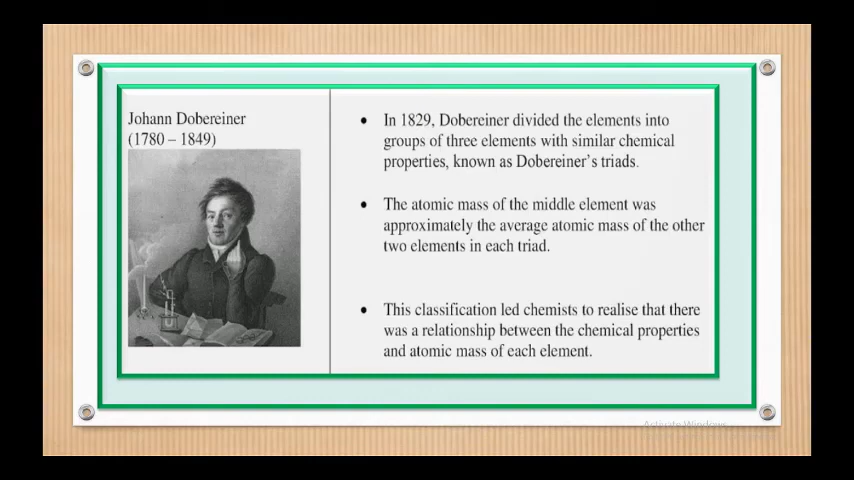 Johann Dobereiner
(1780 – 1849)
• In 1829, Dobereiner divided the elements into
groups of three elements with similar chemical
properties, known as Dobereiner’s triads.
• The atomic mass of the middle element was
approximately the average atomic mass of the other
two elements in each triad.
• This classification led chemists to realise that there
was a relationship between the chemical properties
and atomic mass of each element.
Activate Windows